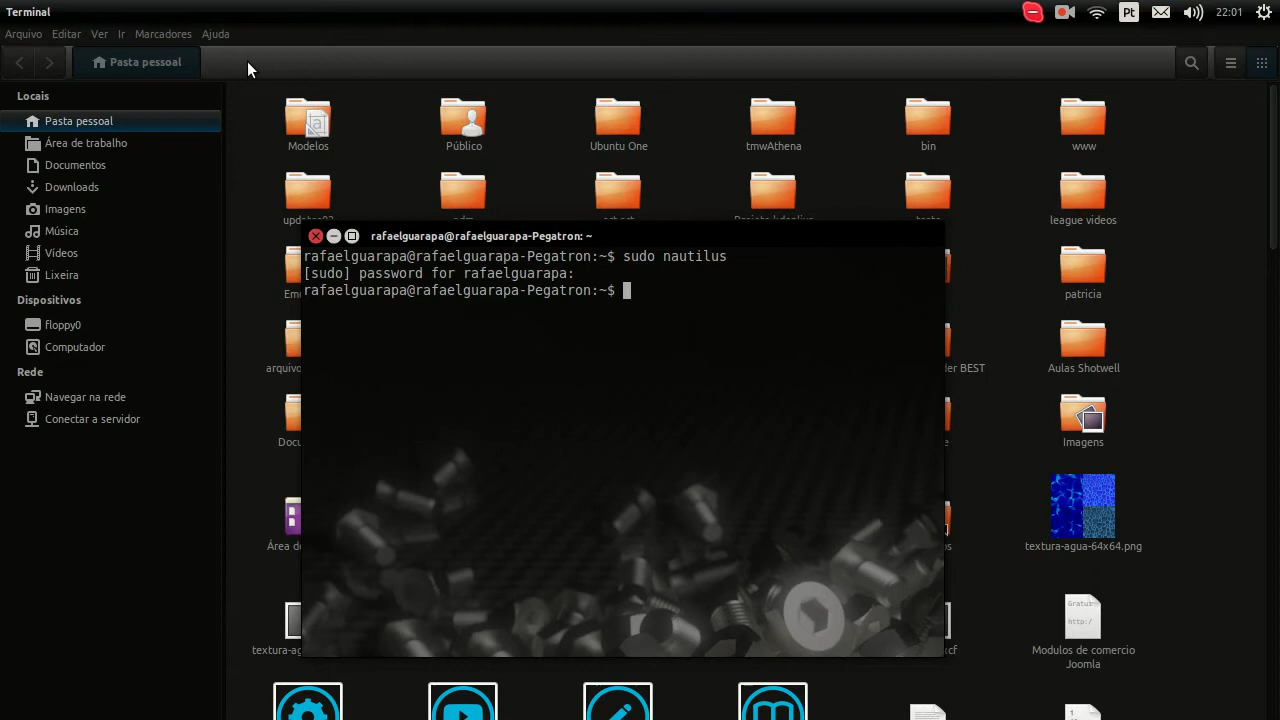 Terminal
Pt
22:01
Arquivo Editar Ver Ir Marcadores Ajuda
Pasta pessoal
Locais
Pasta pessoal
Área de trabalho
Documentos
Downloads
Imagens
Música
Vídeos
Lixeira
Dispositivos
floppy0
Computador
Rede
Navegar na rede
Conectar a servidor
Modelos
Público
Ubuntu One
tmwAthena
bin
www
league videos
patricia
Aulas Shotwell
Imagens
textura-agua-64x64.png
Modulos de comercio
Joomla
rafaelguarapa@rafaelguarapa-Pegatron: ~
rafaelguarapa@rafaelguarapa-Pegatron:~$ sudo nautilus
[sudo] password for rafaelguarapa:
rafaelguarapa@rafaelguarapa-Pegatron:~$